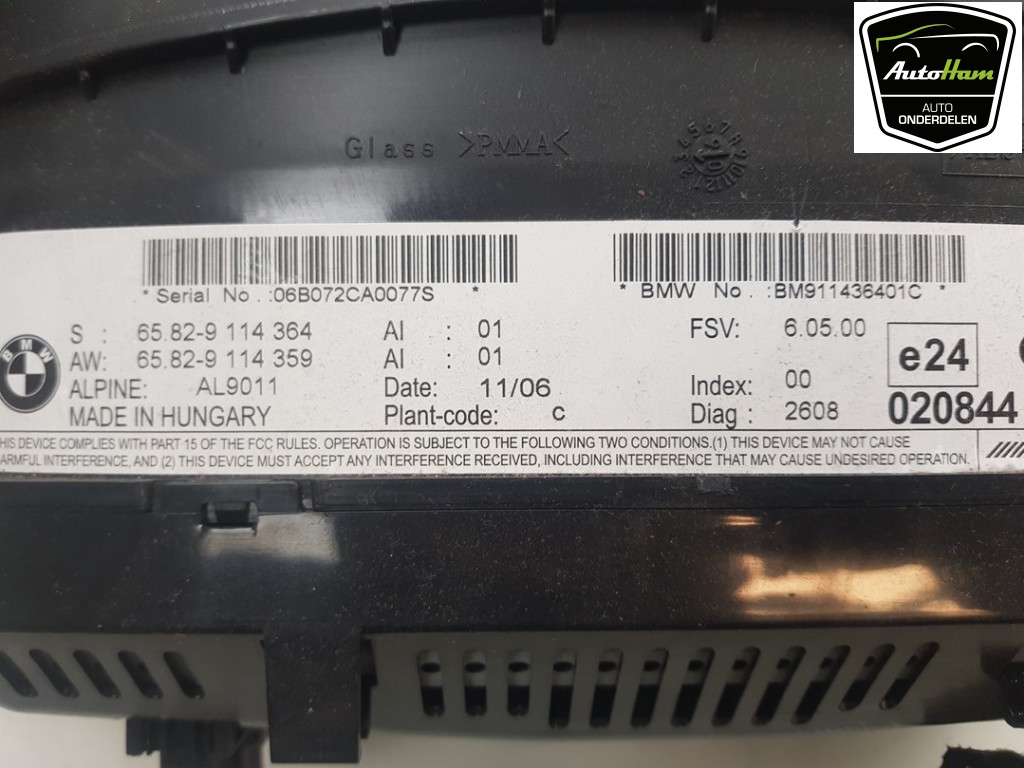 AutoHam
AUTO
ONDERDELEN
Glass >PMMA<
* Serial No .:06B072CA0077S *
* BMW No .:BM911436401C *
S : 65.82-9 114 364 AI : 01 FSV: 6.05.00
AW: 65.82-9 114 359 AI : 01
e24
BMW
ALPINE: AL9011 Date: 11/06 Index: 00
MADE IN HUNGARY Plant-code: C Diag : 2608 020844
THIS DEVICE COMPLIES WITH PART 15 OF THE FCC RULES. OPERATION IS SUBJECT TO THE FOLLOWING TWO CONDITIONS.(1) THIS DEVICE MAY NOT CAUSE
HARMFUL INTERFERENCE, AND (2) THIS DEVICE MUST ACCEPT ANY INTERFERENCE RECEIVED, INCLUDING INTERFERENCE THAT MAY CAUSE UNDESIRED OPERATION.